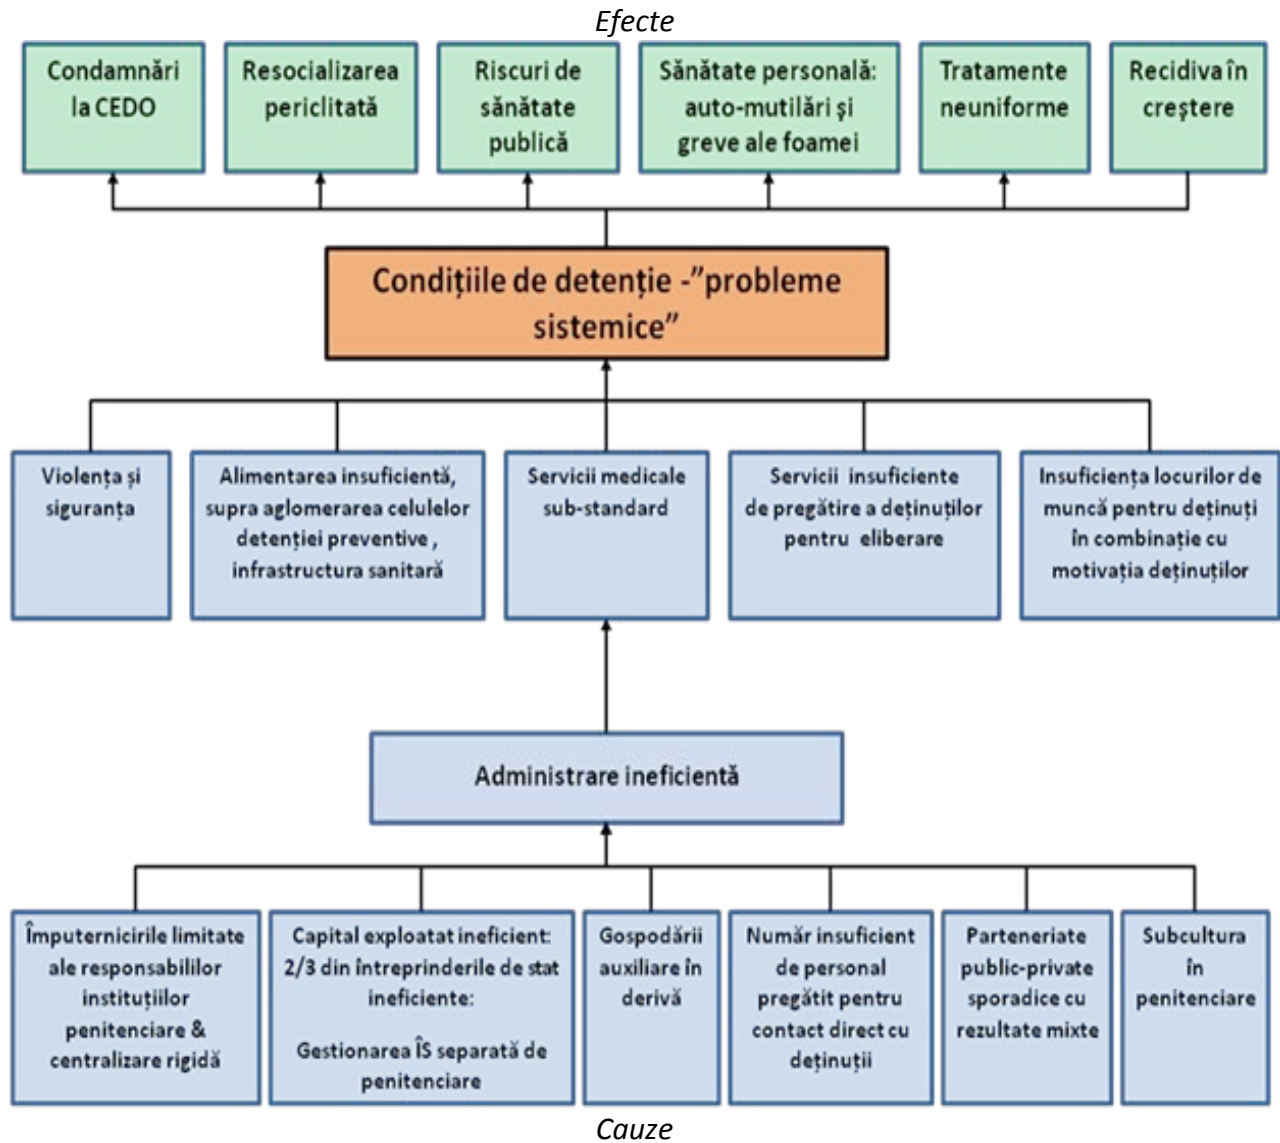 Efecte
Condamnări
la CEDO
Resocializarea
periclitată
Riscuri de
sănătate
publică
Sănătate personală:
auto-mutilări și
greve ale foamei
Tratamente
neuniforme
Recidiva în
creștere
Condițiile de detenție -”probleme
sistemice”
Violența și
siguranța
Alimentarea insuficientă,
supra aglomerarea celulelor
detenției preventive ,
infrastructura sanitară
Servicii medicale
sub-standard
Servicii insuficiente
de pregătire a deținuților
pentru eliberare
Insuficiența locurilor de
muncă pentru deținuți
în combinație cu
motivația deținuților
Administrare ineficientă
Împuternicirile limitate
ale responsabililor
instituțiilor
penitenciare &
centralizare rigidă
Capital exploatat ineficient:
2/3 din întreprinderile de stat
ineficiente:
Gestionarea ÎS separată de
penitenciare
Gospodării
auxiliare în
derivă
Număr insuficient
de personal
pregătit pentru
contact direct cu
deținuții
Parteneriate
public-private
sporadice cu
rezultate mixte
Subcultura
în
penitenciare
Cauze